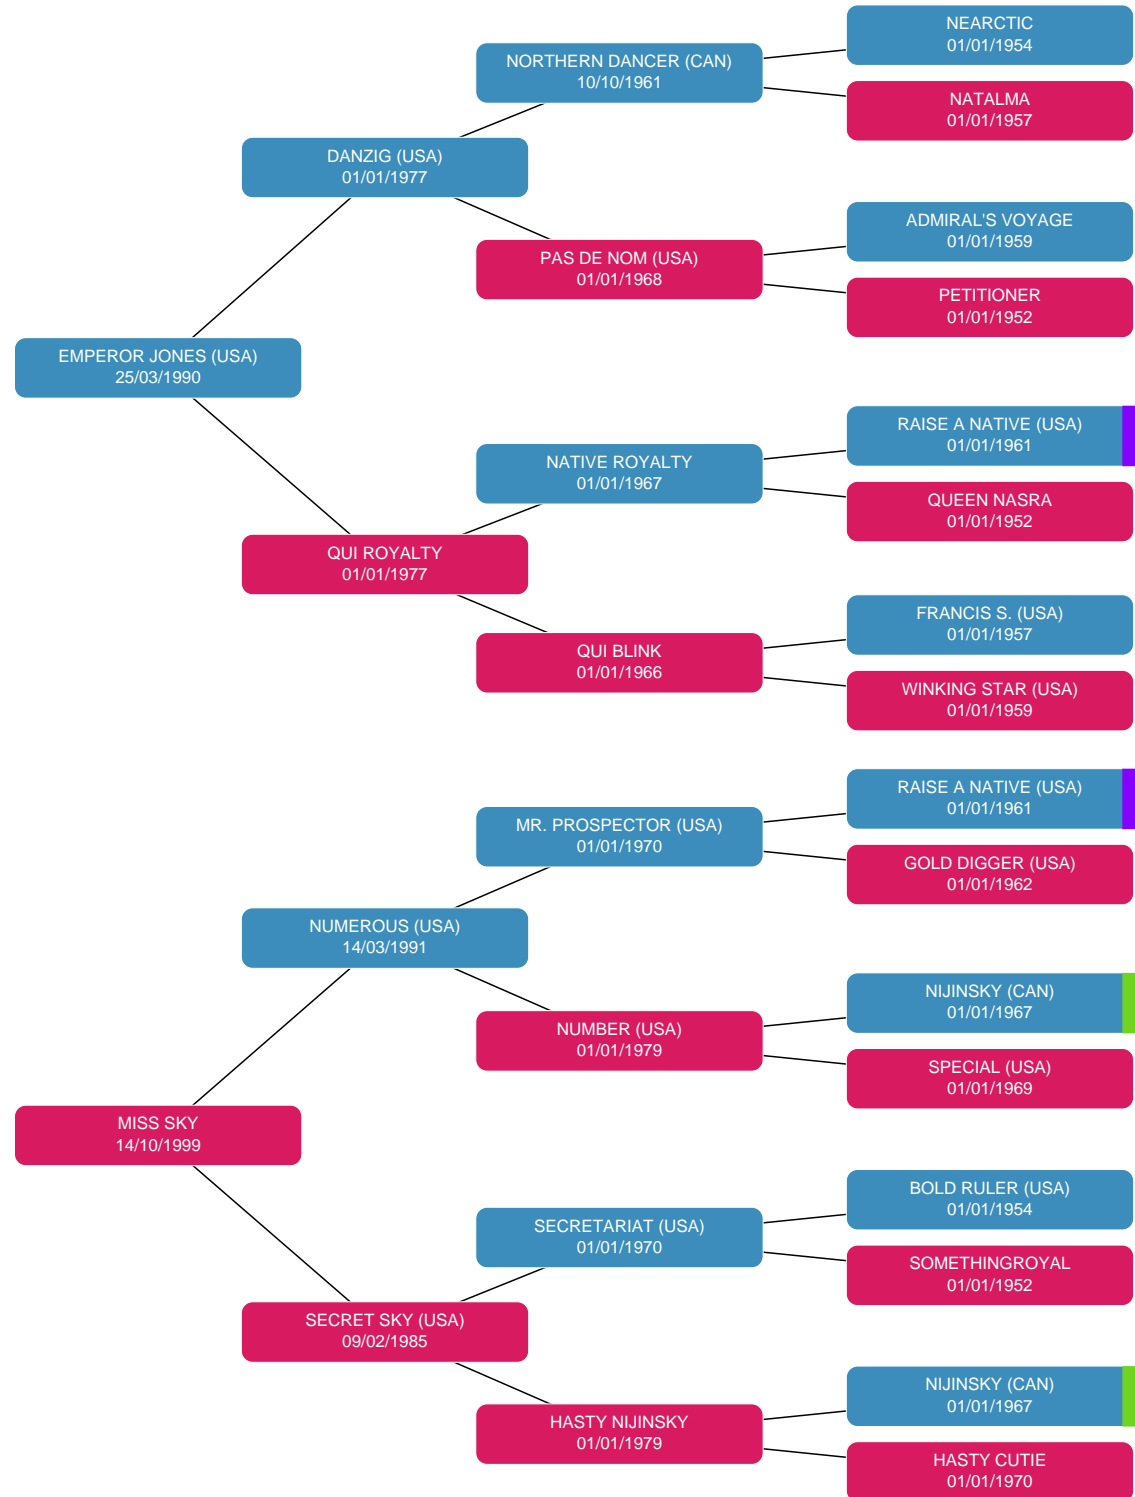 NEARCTIC
01/01/1954
NORTHERN DANCER (CAN)
10/10/1961
NATALMA
01/01/1957
DANZIG (USA)
01/01/1977
ADMIRAL'S VOYAGE
01/01/1959
PAS DE NOM (USA)
01/01/1968
PETITIONER
01/01/1952
EMPEROR JONES (USA)
25/03/1990
RAISE A NATIVE (USA)
01/01/1961
NATIVE ROYALTY
01/01/1967
QUEEN NASRA
01/01/1952
QUI ROYALTY
01/01/1977
FRANCIS S. (USA)
01/01/1957
QUI BLINK
01/01/1966
WINKING STAR (USA)
01/01/1959
RAISE A NATIVE (USA)
01/01/1961
MR. PROSPECTOR (USA)
01/01/1970
GOLD DIGGER (USA)
01/01/1962
NUMEROUS (USA)
14/03/1991
NIJINSKY (CAN)
01/01/1967
NUMBER (USA)
01/01/1979
SPECIAL (USA)
01/01/1969
MISS SKY
14/10/1999
BOLD RULER (USA)
01/01/1954
SECRETARIAT (USA)
01/01/1970
SOMETHINGROYAL
01/01/1952
SECRET SKY (USA)
09/02/1985
NIJINSKY (CAN)
01/01/1967
HASTY NIJINSKY
01/01/1979
HASTY CUTIE
01/01/1970